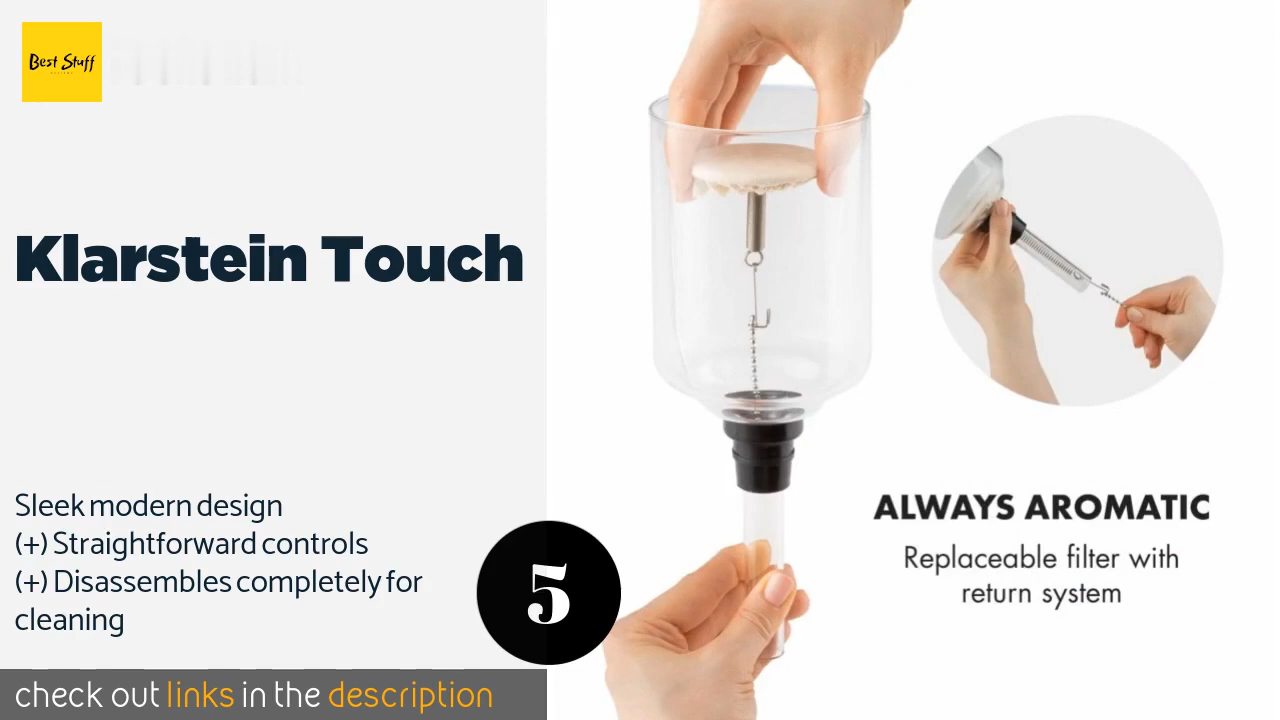 Best Stuff
Klarstein Touch
Sleek modern design
(+) Straightforward controls
(+) Disassembles completely for
cleaning
5
ALWAYS AROMATIC
Replaceable filter with
return system
check out links in the description